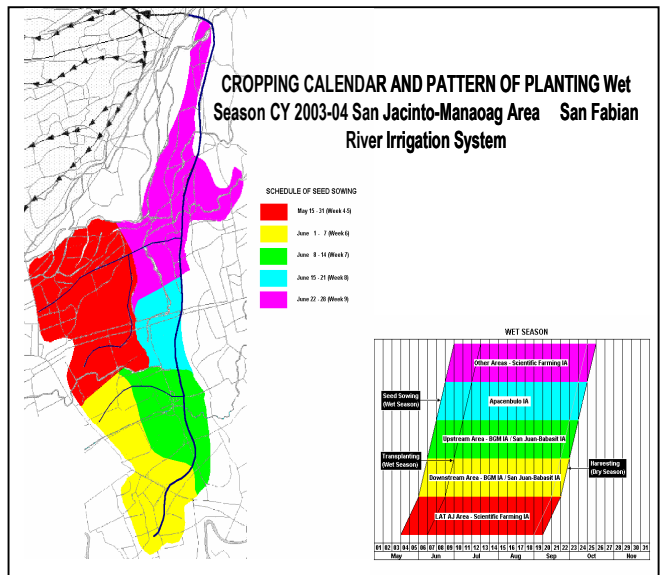 CROPPING CALENDAR AND PATTERN OF PLANTING Wet
Season CY 2003-04 San Jacinto-Manaoag Area San Fabian
River Irrigation System
SCHEDULE OF SEED SOWING
May 15 - 31 (Week 4-5)
June 1 - 7 (Week 6)
June 8 - 14 (Week 7)
June 15 - 21 (Week 8)
June 22 - 28 (Week 9)
WET SEASON
Other Areas - Scientific Farming IA
Seed Sowing
(Wet Season)
Apacenbulo IA
Upstream Area - BGM IA / San Juan-Babasit IA
Transplanting
(Wet Season)
Harvesting
(Dry Season)
Downstream Area - BGM IA / San Juan-Babasit IA
LAT AJ Area - Scientific Farming IA
01 02 03 04 05 06 07 08 09 10 11 12 13 14 15 16 17 18 19 20 21 22 23 24 25 26 27 28 29 30 31
May Jun Jul Aug Sep Oct Nov